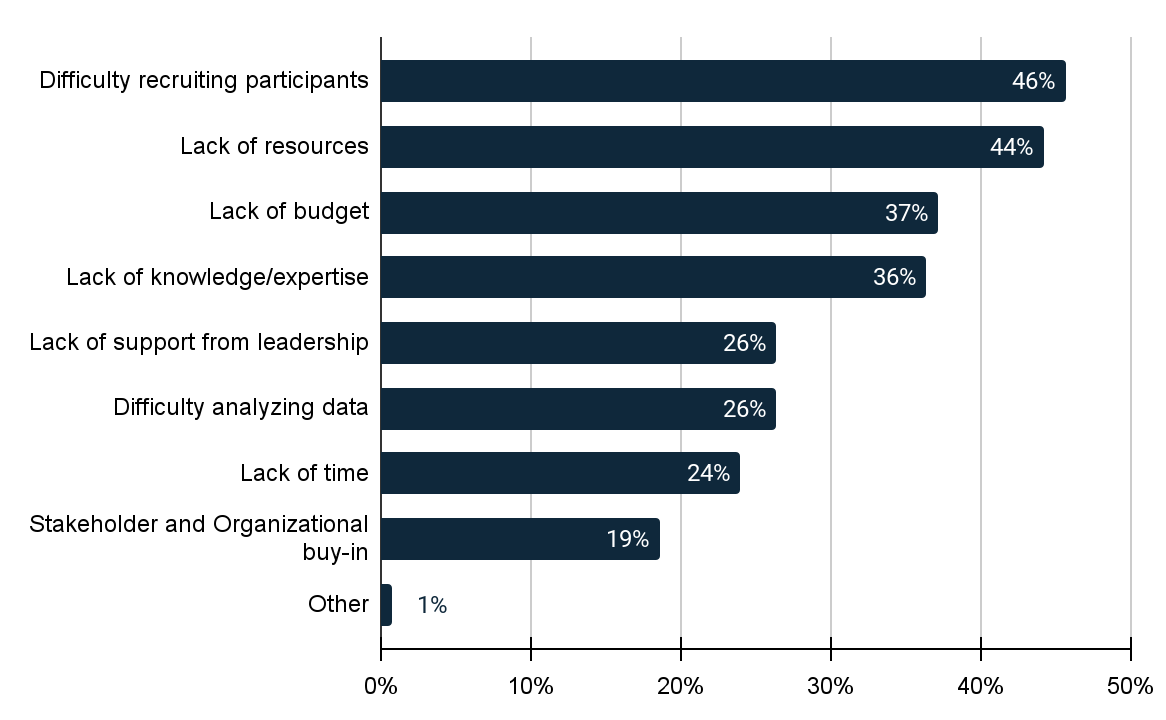 Difficulty recruiting participants
46%
Lack of resources
44%
Lack of budget
37%
Lack of knowledge/expertise
36%
Lack of support from leadership
26%
Difficulty analyzing data
26%
Lack of time
24%
Stakeholder and Organizational
buy-in
19%
Other
1%
0% 10% 20% 30% 40% 50%